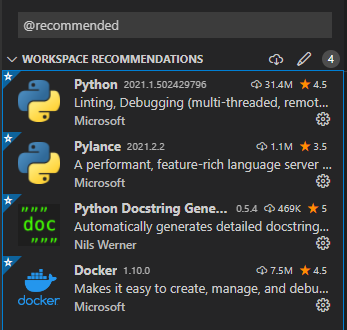 @recommended
WORKSPACE RECOMMENDATIONS 4
Python 2021.1.502429796 31.4M 4.5
Linting, Debugging (multi-threaded, remot...
Microsoft
Pylance 2021.2.2 1.1M 3.5
A performant, feature-rich language server ...
Microsoft
""" doc """
Python Docstring Gene... 0.5.4 469K 5
Automatically generates detailed docstring...
Nils Werner
docker
Docker 1.10.0 7.5M 4.5
Makes it easy to create, manage, and debu...
Microsoft